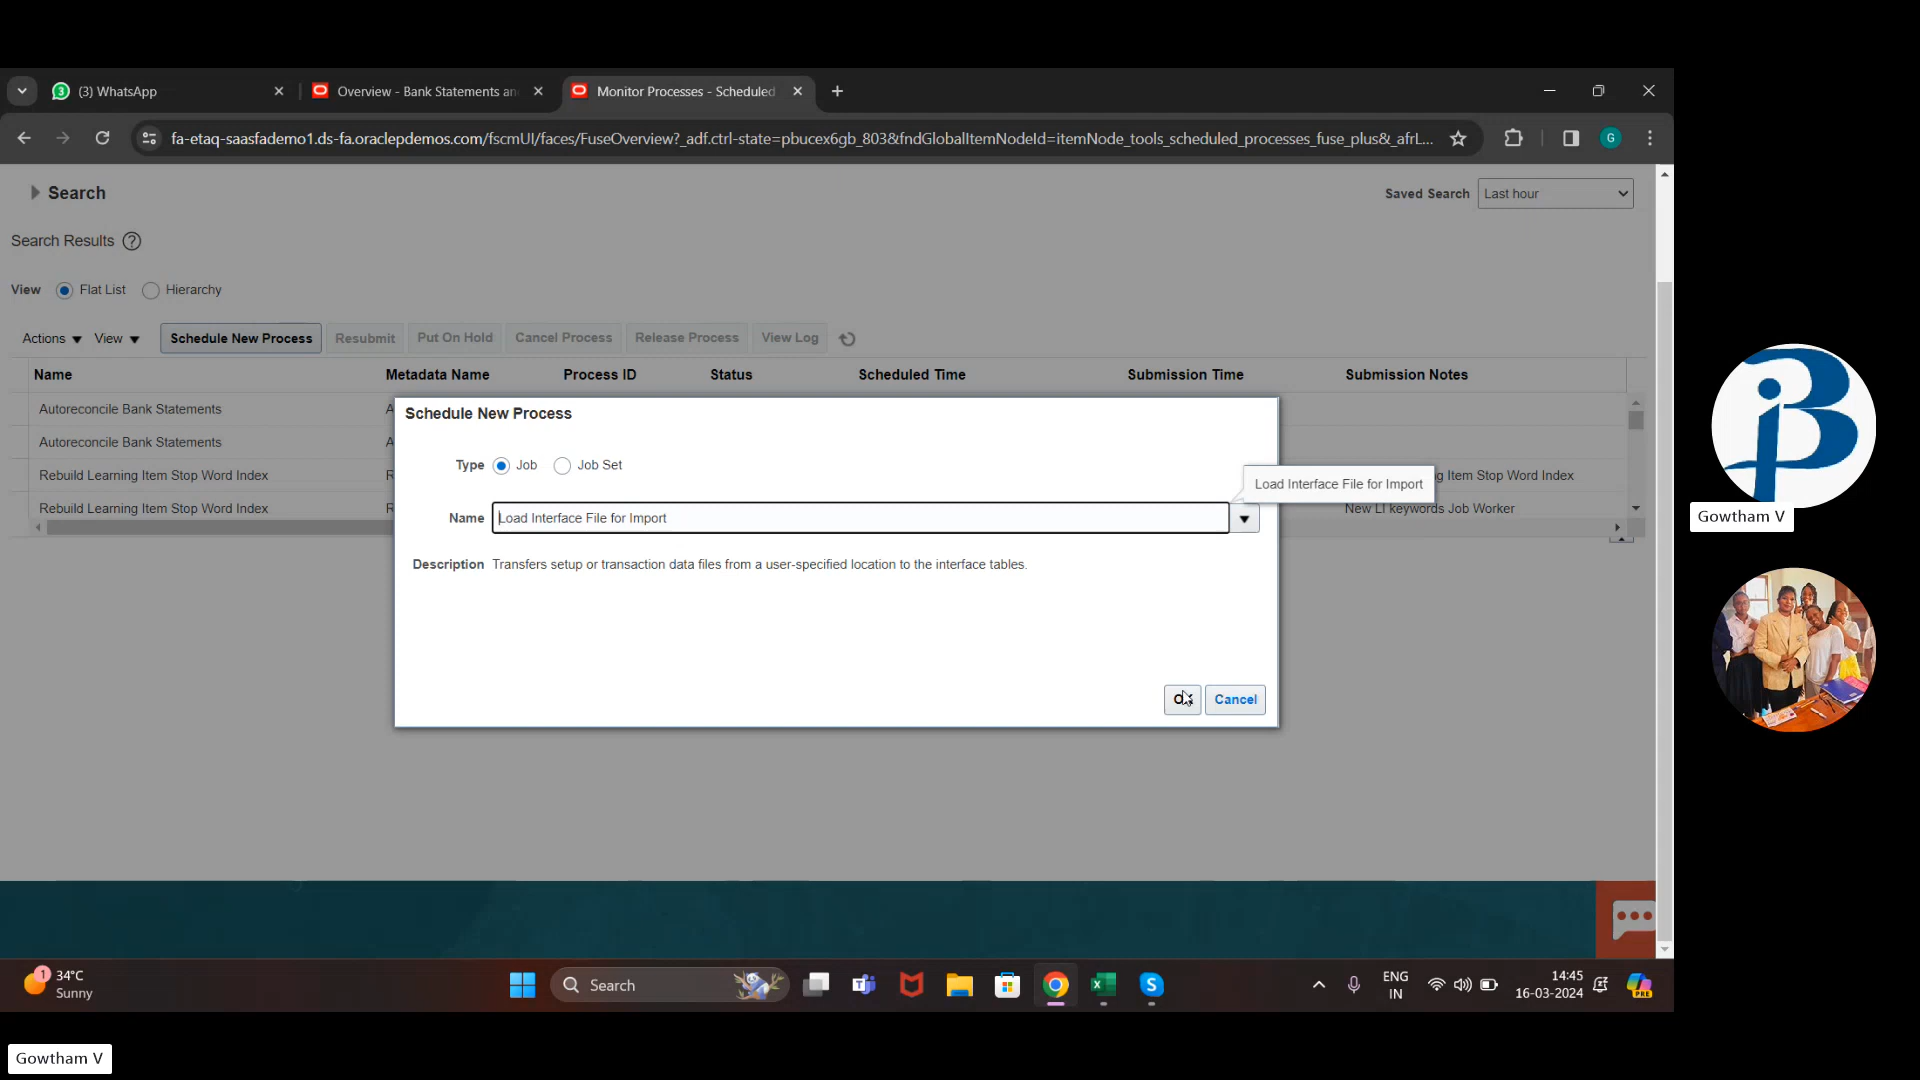 (3) WhatsApp
Overview - Bank Statements an
Monitor Processes - Scheduled
fa-etaq-saasfademo1.ds-fa.oraclepdemos.com/fscmUI/faces/FuseOverview?_adf.ctrl-state=pbucex6gb_803&fndGlobalItemNodeId=itemNode_tools_scheduled_processes_fuse_plus&_afrL...
G
Search
Saved Search Last hour
Search Results ?
View Flat List Hierarchy
Actions View Schedule New Process Resubmit Put On Hold Cancel Process Release Process View Log
Name Metadata Name Process ID Status Scheduled Time Submission Time Submission Notes
Autoreconcile Bank Statements A
Autoreconcile Bank Statements A
Rebuild Learning Item Stop Word Index R
g Item Stop Word Index
Rebuild Learning Item Stop Word Index R
New LI keywords Job Worker
Schedule New Process
Type Job Job Set
Load Interface File for Import
Name Load Interface File for Import
Description Transfers setup or transaction data files from a user-specified location to the interface tables.
Cancel
Gowtham V
34°C
Sunny
Search
ENG
IN
14:45
16-03-2024
Gowtham V